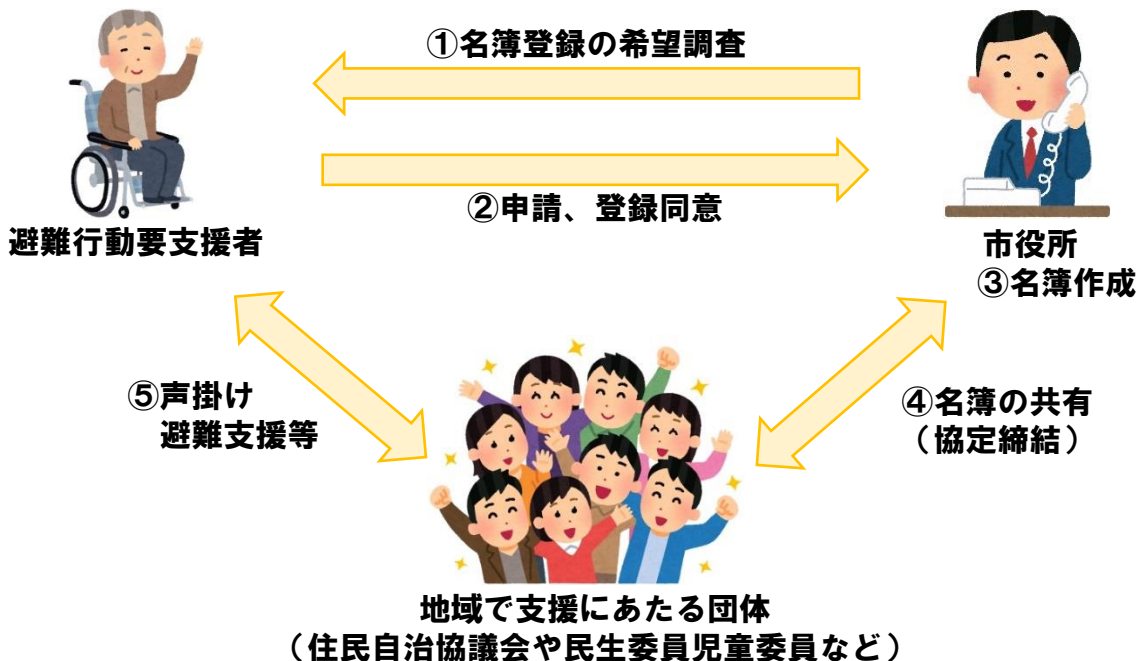 ①名簿登録の希望調査
②申請、登録同意
避難行動要支援者
市役所
③名簿作成
⑤声掛け
避難支援等
④名簿の共有
（協定締結）
地域で支援にあたる団体
（住民自治協議会や民生委員児童委員など）